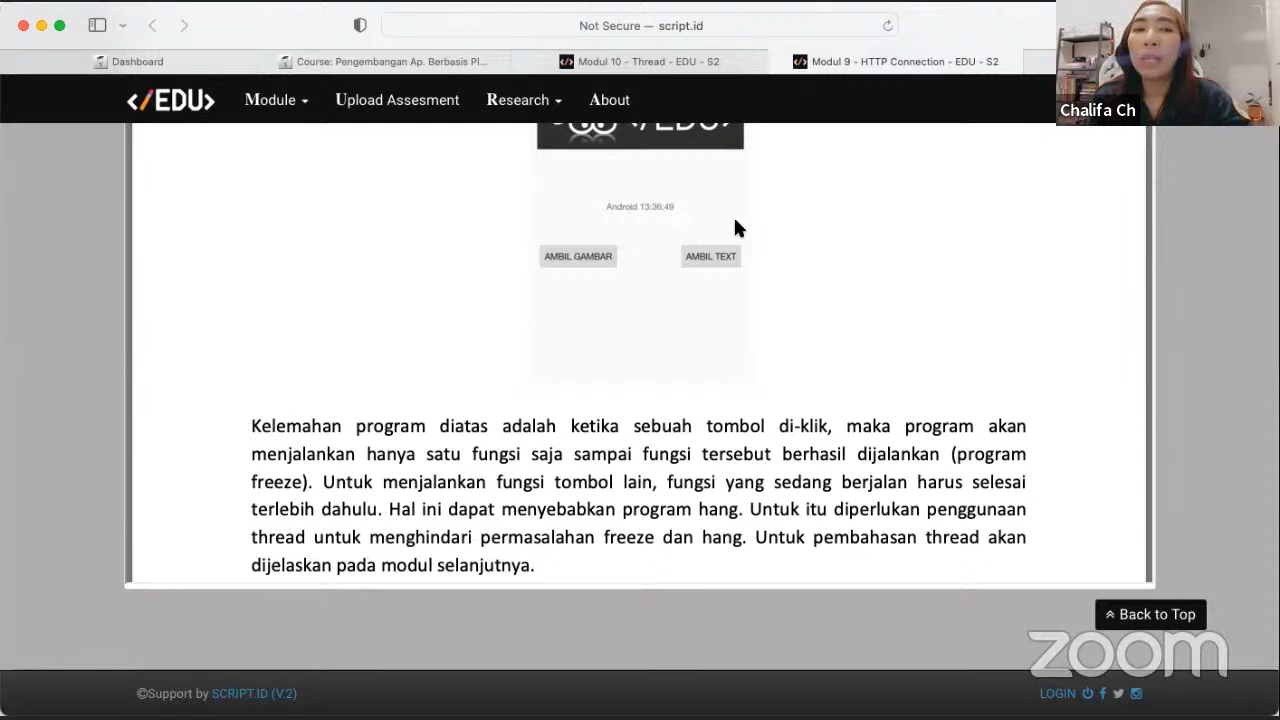 Not Secure — script.id
Dashboard
Course: Pengembangan Ap. Berbasis Pl...
Modul 10 - Thread - EDU - S2
Modul 9 - HTTP Connection - EDU - S2
</EDU>
Module
Upload Assesment
Research
About
Chalifa Ch
</EDU>
Android 13:36:49
AMBIL GAMBAR
AMBIL TEXT
Kelemahan program diatas adalah ketika sebuah tombol di-klik, maka program akan
menjalankan hanya satu fungsi saja sampai fungsi tersebut berhasil dijalankan (program
freeze). Untuk menjalankan fungsi tombol lain, fungsi yang sedang berjalan harus selesai
terlebih dahulu. Hal ini dapat menyebabkan program hang. Untuk itu diperlukan penggunaan
thread untuk menghindari permasalahan freeze dan hang. Untuk pembahasan thread akan
dijelaskan pada modul selanjutnya.
Back to Top
zoom
©Support by SCRIPT.ID (V.2)
LOGIN